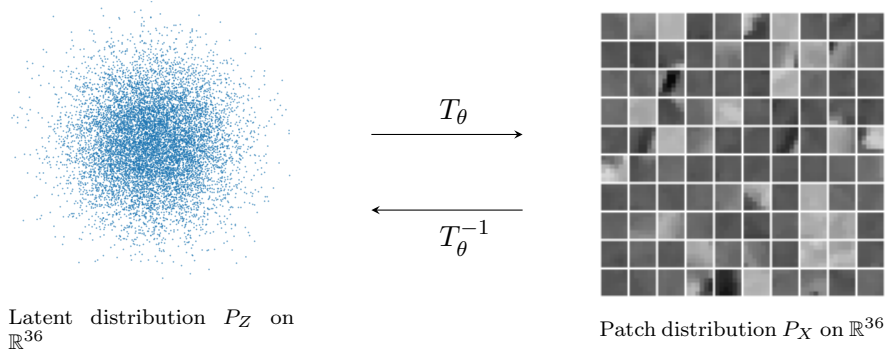 T_θ
T_θ^{-1}
Latent distribution P_Z on
ℝ^{36}
Patch distribution P_X on ℝ^{36}